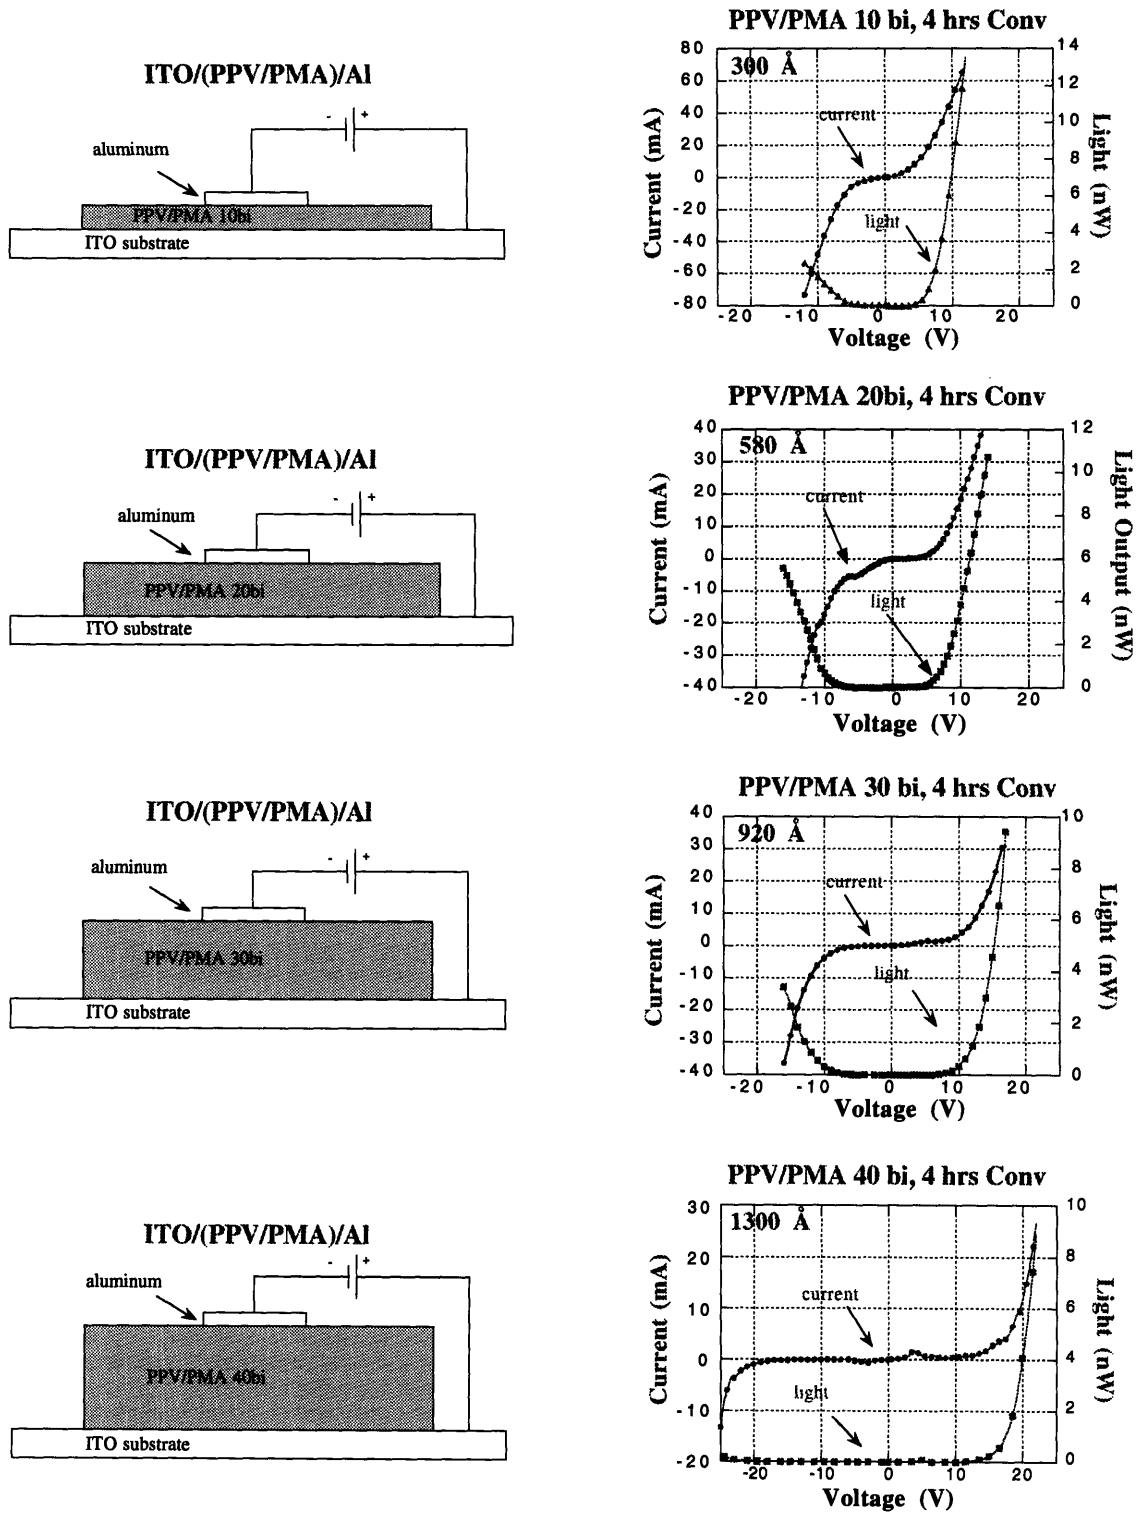 ITO/(PPV/PMA)/Al
- +
aluminum
PPV/PMA 10bi
ITO substrate
PPV/PMA 10 bi, 4 hrs Conv
300 Å
current
light
Current (mA)
80
60
40
20
0
-20
-40
-60
-80
Light (nW)
14
12
10
8
6
4
2
0
-20 -10 0 10 20
Voltage (V)
ITO/(PPV/PMA)/Al
- +
aluminum
PPV/PMA 20bi
ITO substrate
PPV/PMA 20bi, 4 hrs Conv
580 Å
current
light
Current (mA)
40
30
20
10
0
-10
-20
-30
-40
Light Output (nW)
12
10
8
6
4
2
0
-20 -10 0 10 20
Voltage (V)
ITO/(PPV/PMA)/Al
- +
aluminum
PPV/PMA 30bi
ITO substrate
PPV/PMA 30 bi, 4 hrs Conv
920 Å
current
light
Current (mA)
40
30
20
10
0
-10
-20
-30
-40
Light (nW)
10
8
6
4
2
0
-20 -10 0 10 20
Voltage (V)
ITO/(PPV/PMA)/Al
- +
aluminum
PPV/PMA 40bi
ITO substrate
PPV/PMA 40 bi, 4 hrs Conv
1300 Å
current
light
Current (mA)
30
20
10
0
-10
-20
Light (nW)
10
8
6
4
2
0
-20 -10 0 10 20
Voltage (V)